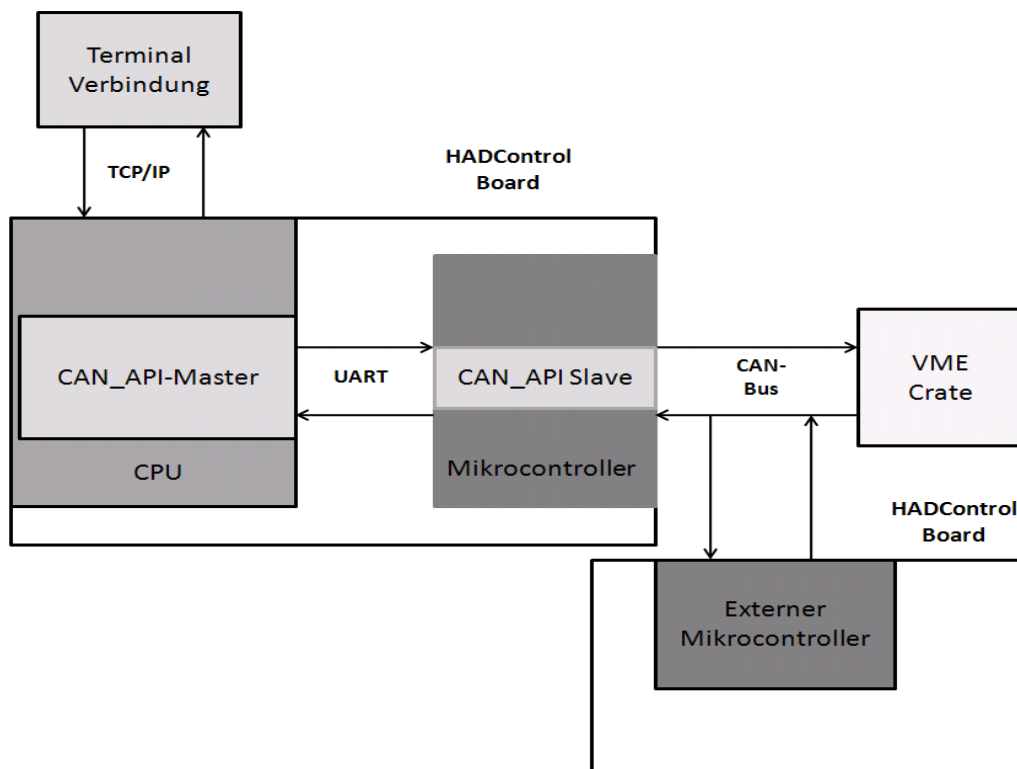 Terminal
Verbindung
TCP/IP
HADControl
Board
CAN_API-Master
UART
CAN_API Slave
CAN-
Bus
VME
Crate
CPU
Mikrocontroller
HADControl
Board
Externer
Mikrocontroller